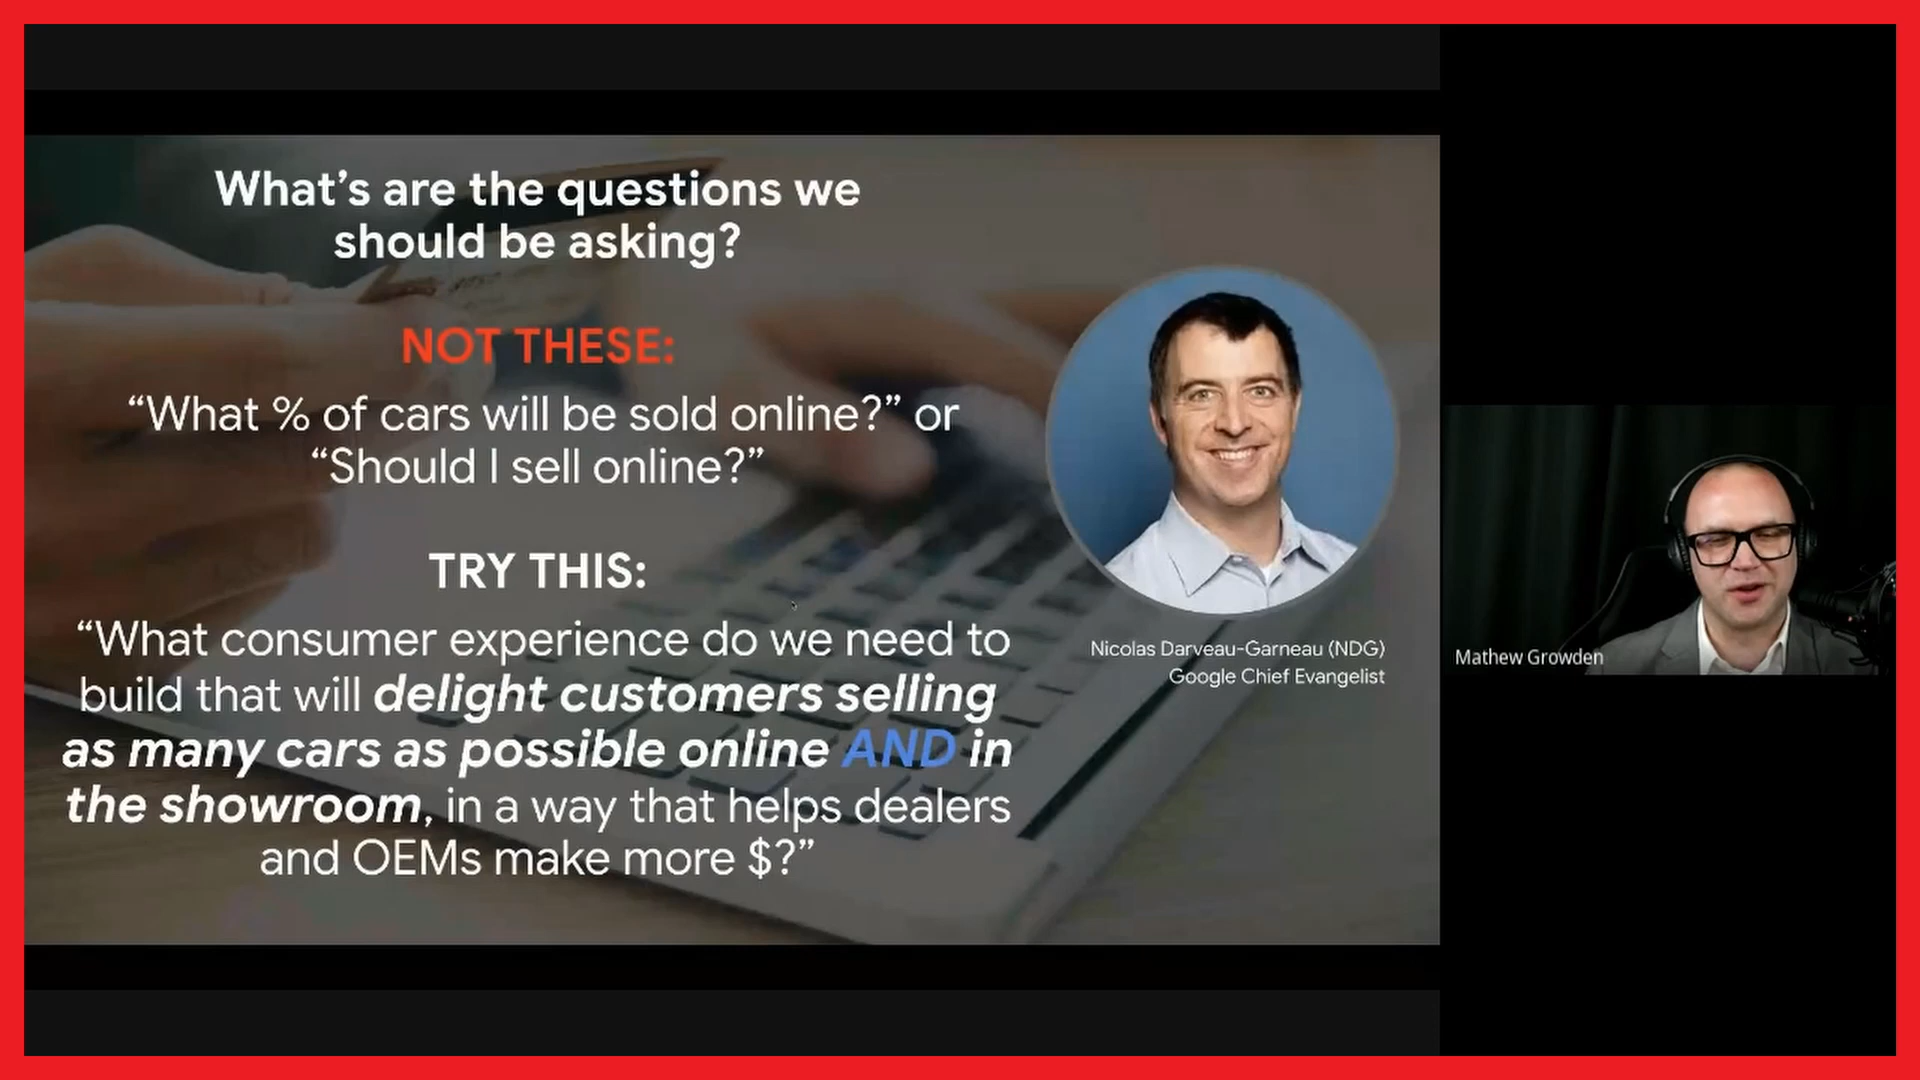 What’s are the questions we
should be asking?
NOT THESE:
“What % of cars will be sold online?” or
“Should I sell online?”
TRY THIS:
“What consumer experience do we need to
build that will delight customers selling
as many cars as possible online AND in
the showroom, in a way that helps dealers
and OEMs make more $?”
Nicolas Darveau-Garneau (NDG)
Google Chief Evangelist
Mathew Growden